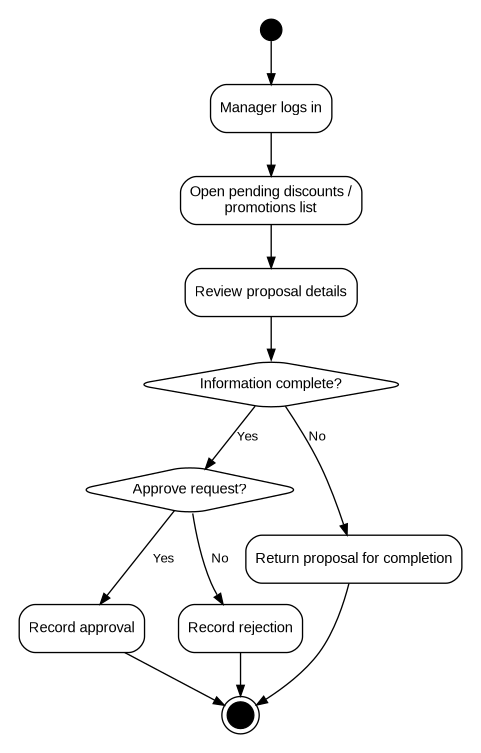 Manager logs in
Open pending discounts /
promotions list
Review proposal details
Information complete?
Yes
No
Approve request?
Yes
No
Return proposal for completion
Record approval
Record rejection